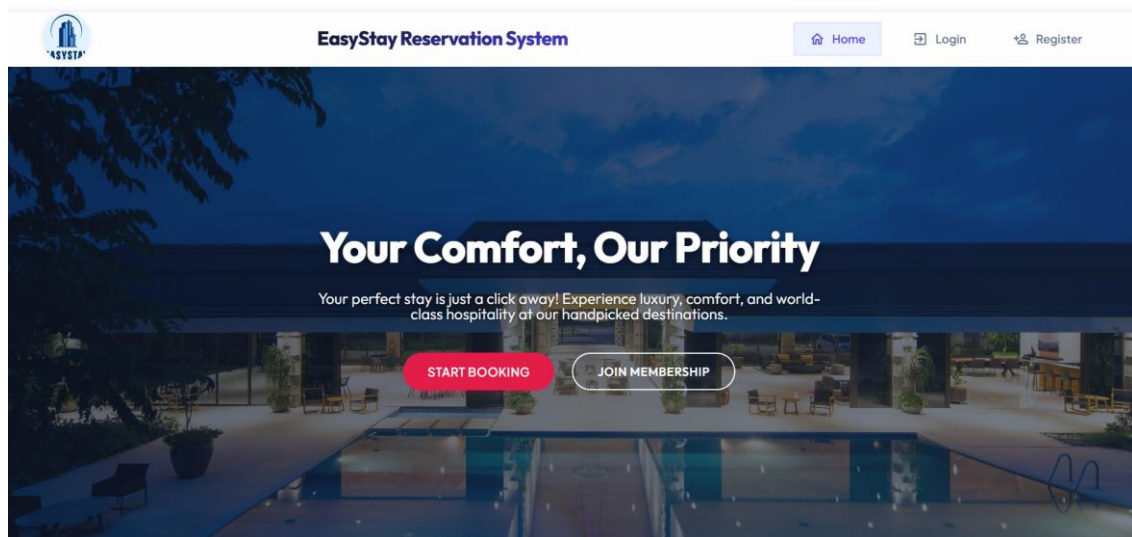 EasyStay Reservation System
Home
Login
Register
Your Comfort, Our Priority
Your perfect stay is just a click away! Experience luxury, comfort, and world-
class hospitality at our handpicked destinations.
START BOOKING
JOIN MEMBERSHIP